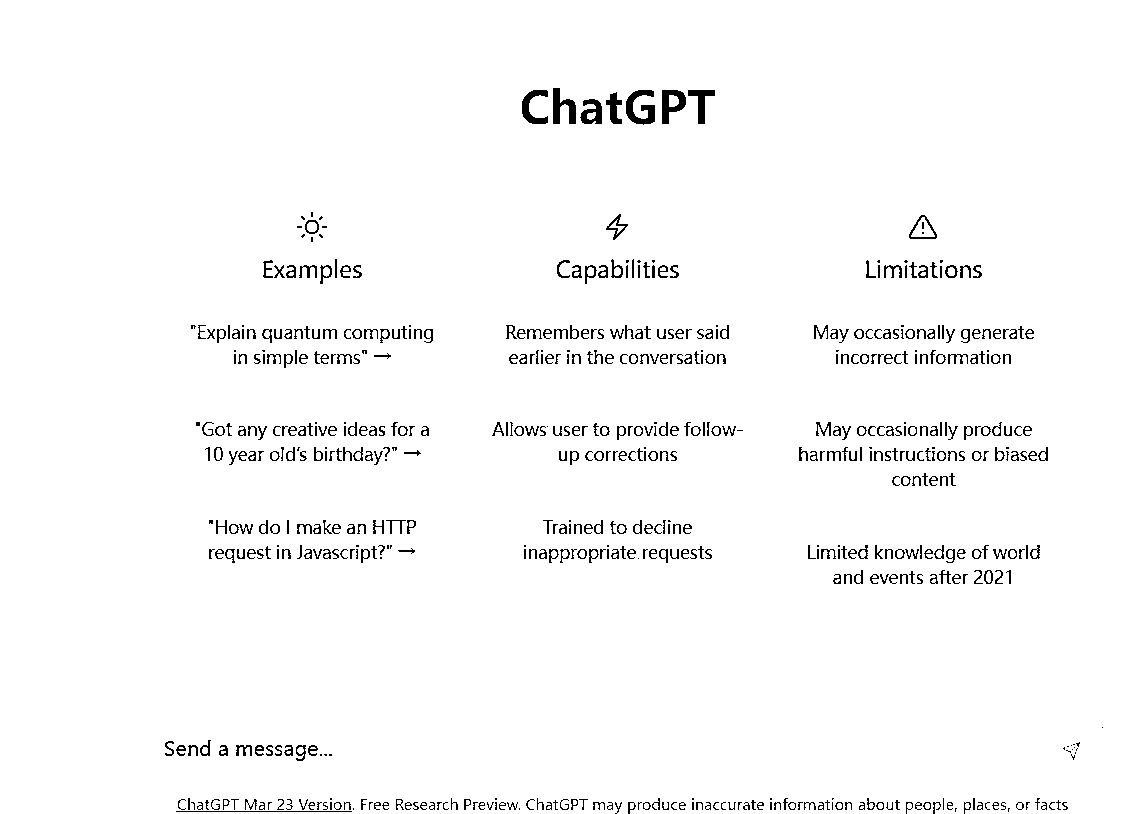 ChatGPT
Examples
"Explain quantum computing
in simple terms" →
"Got any creative ideas for a
10 year old's birthday?" →
"How do I make an HTTP
request in Javascript?" →
Capabilities
Remembers what user said
earlier in the conversation
Allows user to provide follow-
up corrections
Trained to decline
inappropriate requests
Limitations
May occasionally generate
incorrect information
May occasionally produce
harmful instructions or biased
content
Limited knowledge of world
and events after 2021
Send a message...
ChatGPT Mar 23 Version. Free Research Preview. ChatGPT may produce inaccurate information about people, places, or facts